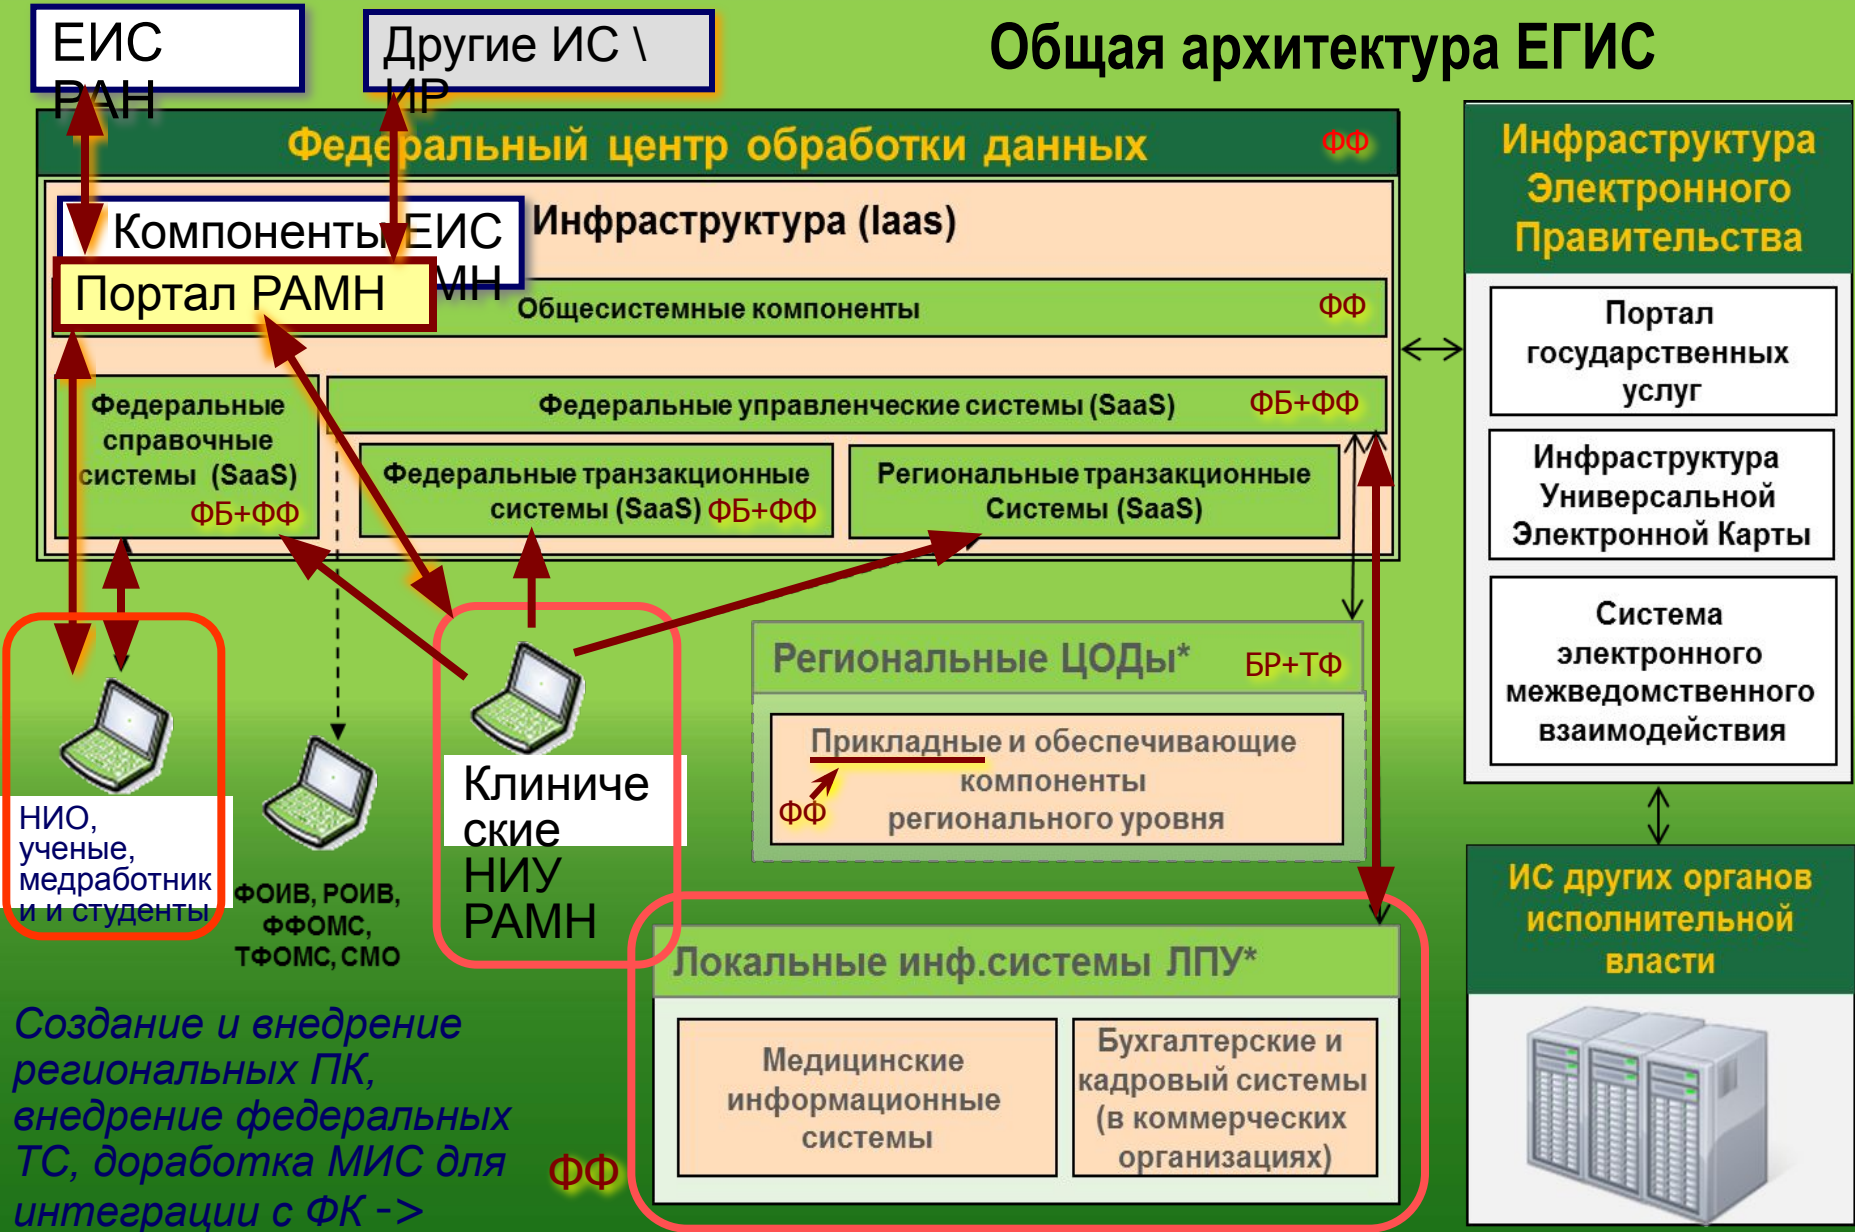 ЕИС
РАН
Другие ИС \
ИР
Общая архитектура ЕГИС
Федеральный центр обработки данных
ФФ
Компоненты ЕИС
МН
Инфраструктура (Iaas)
Портал РАМН
Общесистемные компоненты
ФФ
Федеральные
справочные
системы (SaaS)
ФБ+ФФ
Федеральные управленческие системы (SaaS)
ФБ+ФФ
Федеральные транзакционные
системы (SaaS) ФБ+ФФ
Региональные транзакционные
Системы (SaaS)
Инфраструктура
Электронного
Правительства
Портал
государственных
услуг
Инфраструктура
Универсальной
Электронной Карты
Система
электронного
межведомственного
взаимодействия
Региональные ЦОДы*
БР+ТФ
Прикладные и обеспечивающие
компоненты
регионального уровня
ФФ
НИО,
ученые,
медработник
и и студенты
ФОИВ, РОИВ,
ФФОМС,
ТФОМС, СМО
Клиниче
ские
НИУ
РАМН
Локальные инф.системы ЛПУ*
Медицинские
информационные
системы
Бухгалтерские и
кадровый системы
(в коммерческих
организациях)
ИС других органов
исполнительной
власти
Создание и внедрение
региональных ПК,
внедрение федеральных
ТС, доработка МИС для
интеграции с ФК ->
ФФ